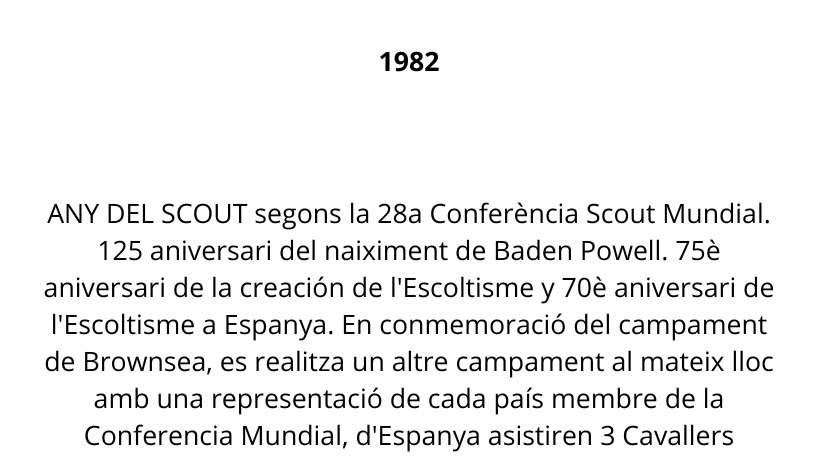 1982
ANY DEL SCOUT segons la 28a Conferència Scout Mundial.
125 aniversari del naiximent de Baden Powell. 75è
aniversari de la creación de l'Escoltisme y 70è aniversari de
l'Escoltisme a Espanya. En conmemoració del campament
de Brownsea, es realitza un altre campament al mateix lloc
amb una representació de cada país membre de la
Conferencia Mundial, d'Espanya asistiren 3 Cavallers